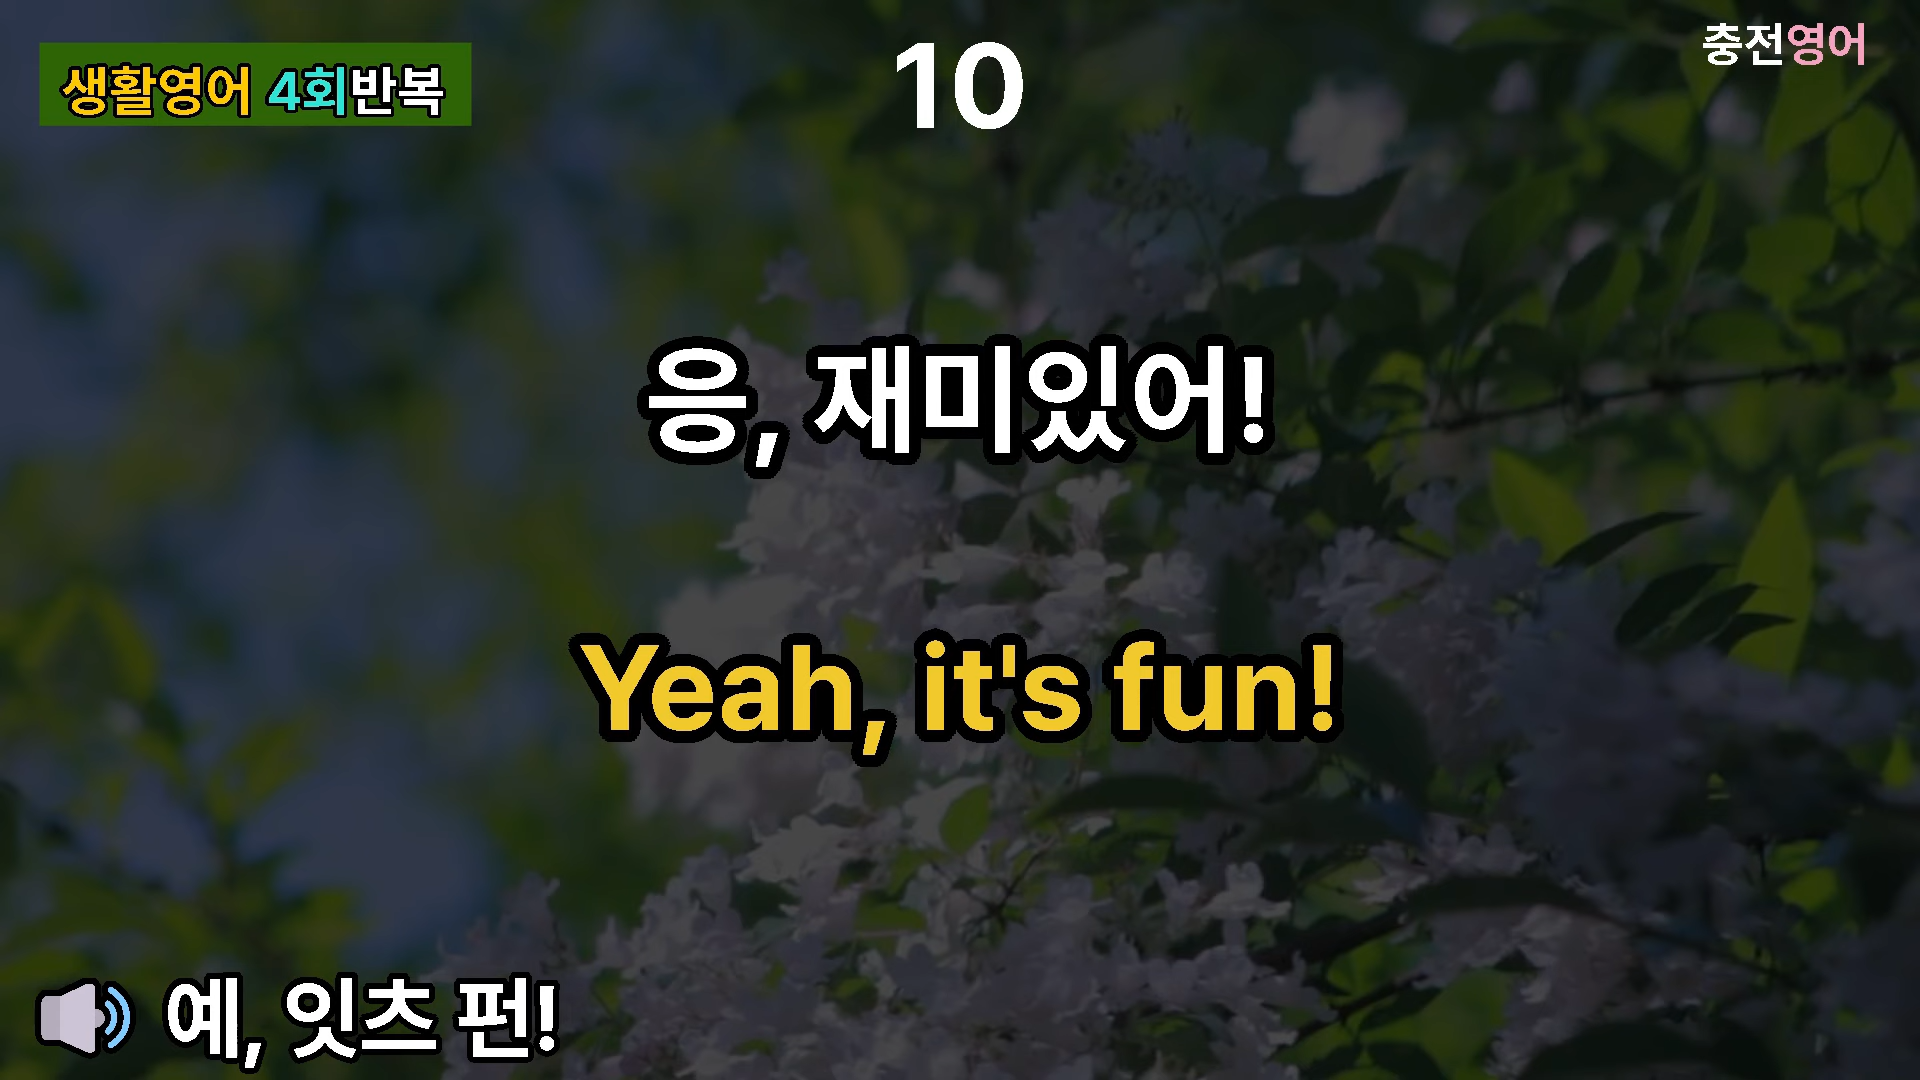 생활영어 4회반복
10
충전영어
응, 재미있어!
Yeah, it's fun!
예, 잇츠 펀!